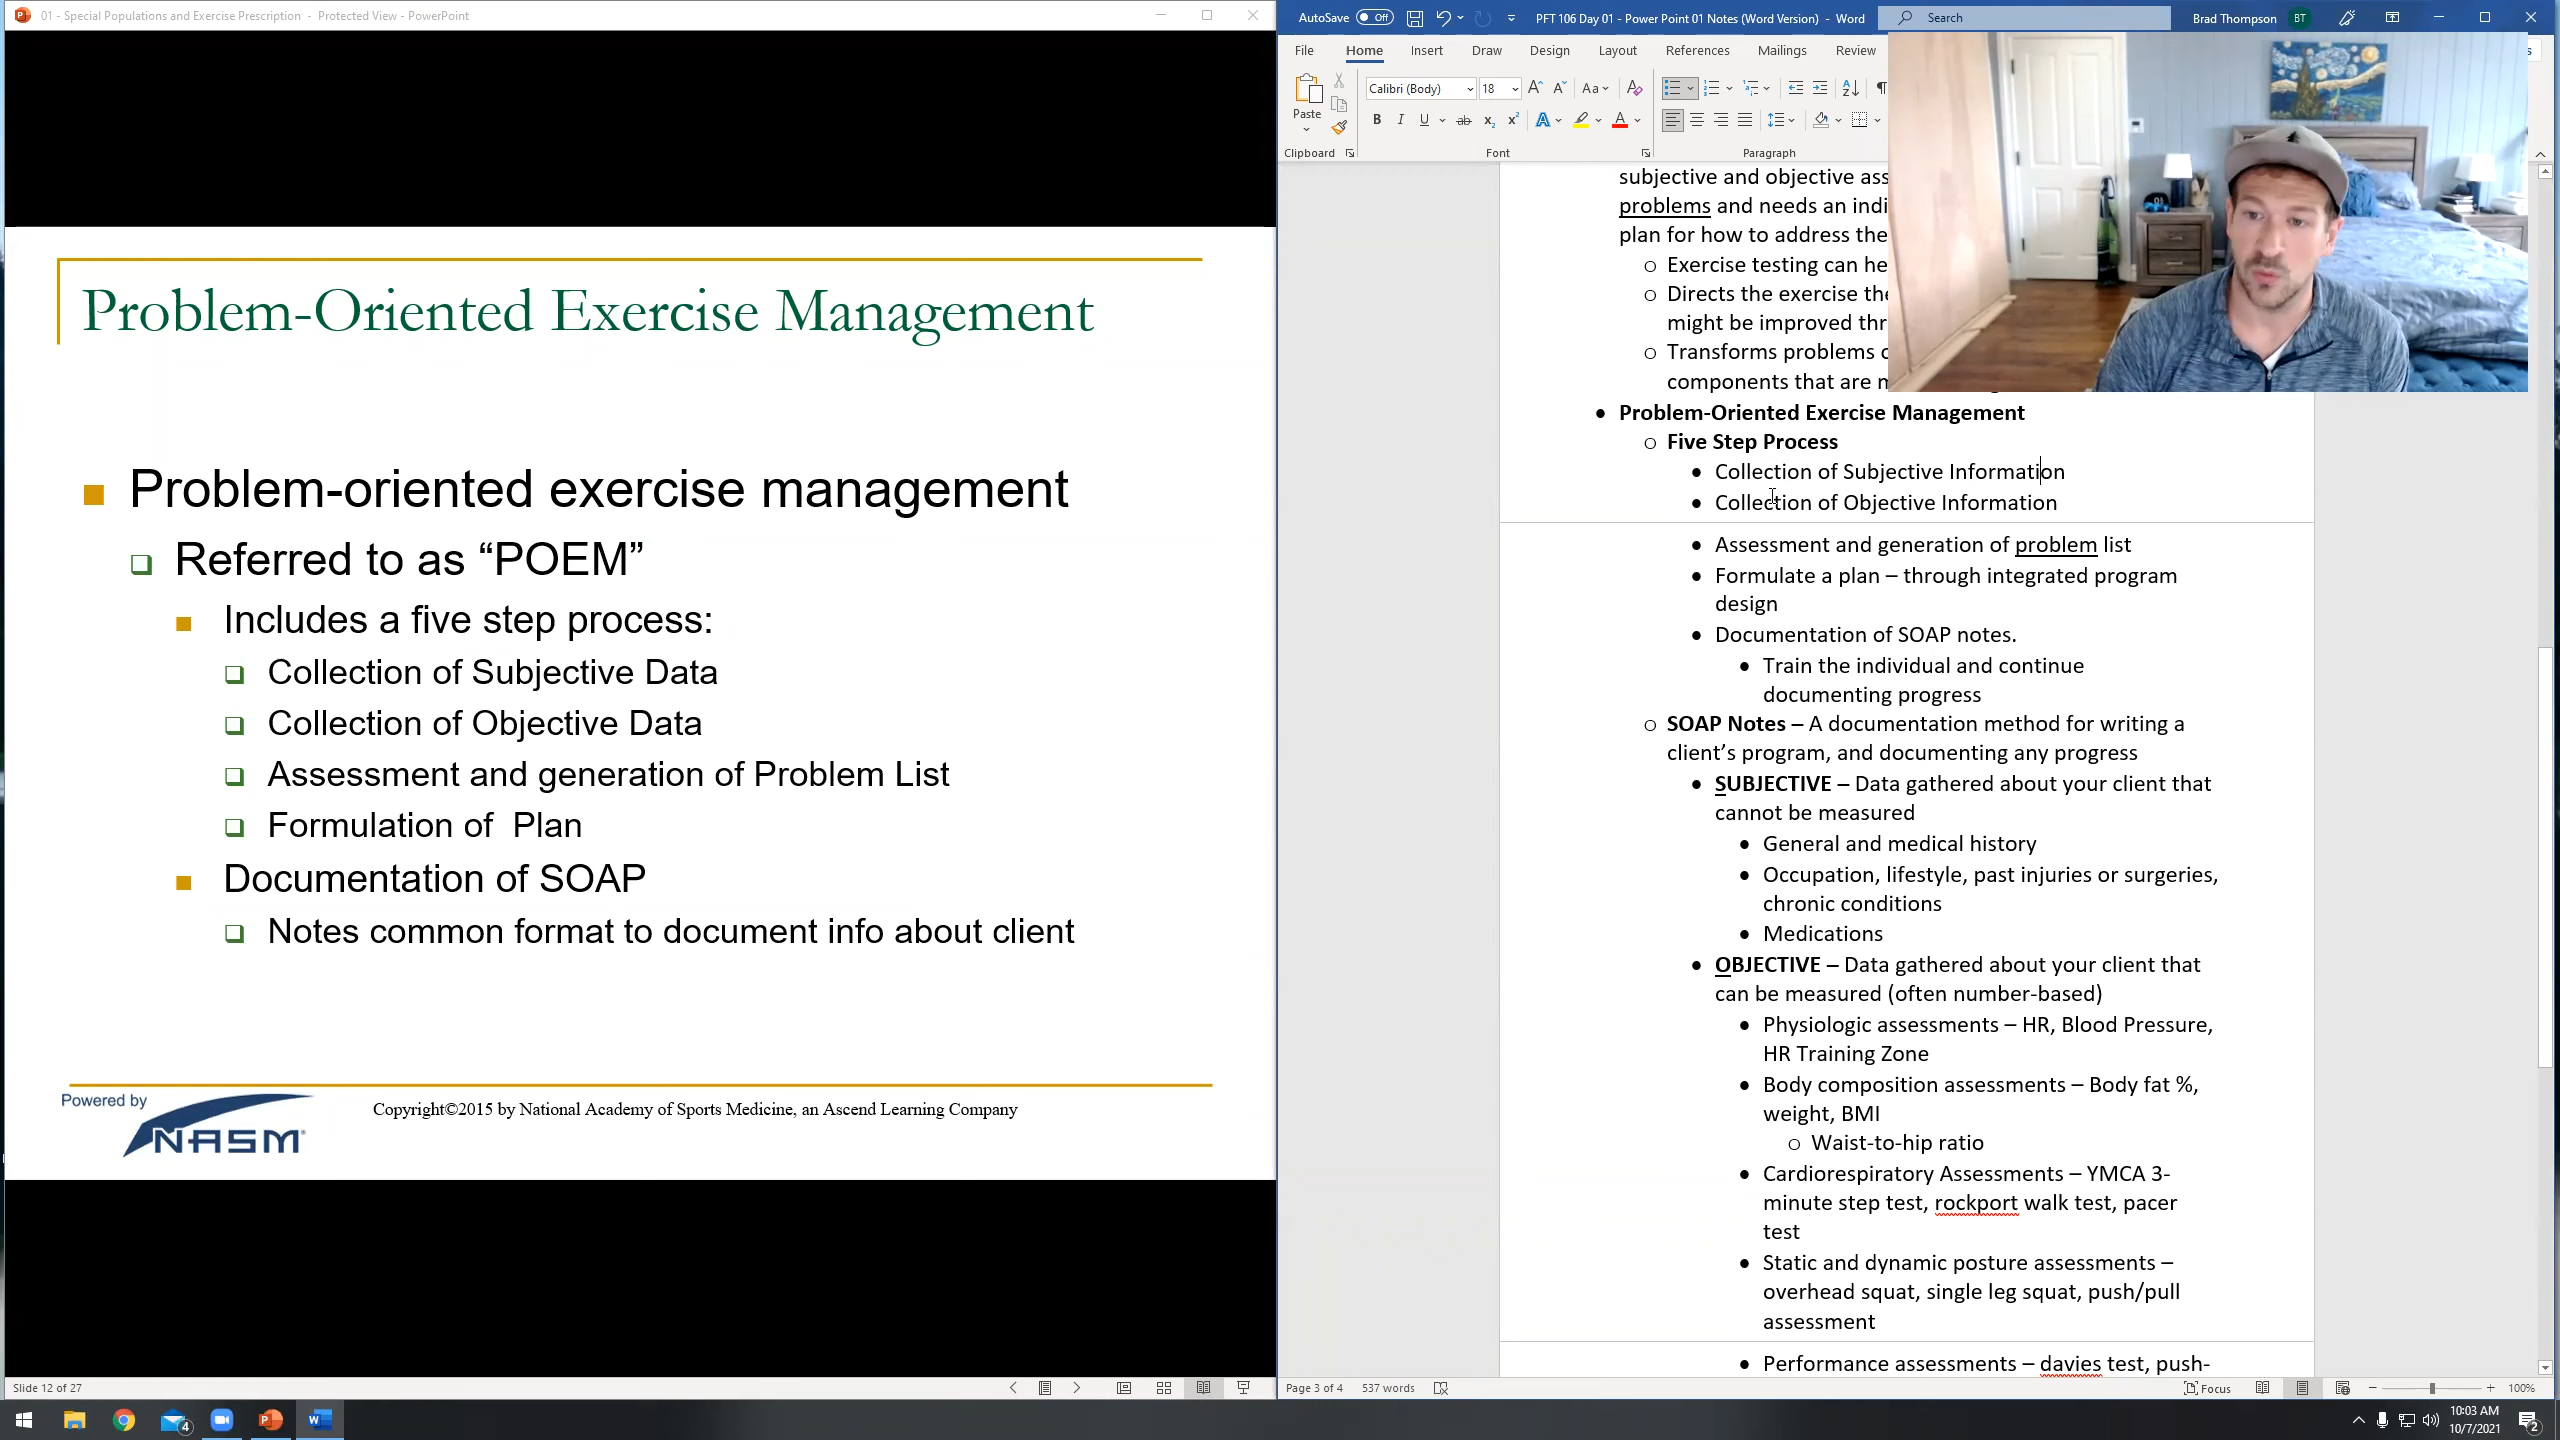 01 - Special Populations and Exercise Prescription - Protected View - PowerPoint
Problem-Oriented Exercise Management
Problem-oriented exercise management
Referred to as “POEM”
Includes a five step process:
Collection of Subjective Data
Collection of Objective Data
Assessment and generation of Problem List
Formulation of Plan
Documentation of SOAP
Notes common format to document info about client
Powered by
NASM
Copyright©2015 by National Academy of Sports Medicine, an Ascend Learning Company
Slide 12 of 27
AutoSave Off PFT 106 Day 01 - Power Point 01 Notes (Word Version) - Word Search Brad Thompson BT
File Home Insert Draw Design Layout References Mailings Review
Paste Calibri (Body) 18 Aa
B I U ab x₂ x² A A
Clipboard Font Paragraph
subjective and objective ass
problems and needs an indi
plan for how to address the
o Exercise testing can he
o Directs the exercise the
might be improved thr
o Transforms problems
components that are
• Problem-Oriented Exercise Management
o Five Step Process
• Collection of Subjective Information
• Collection of Objective Information
• Assessment and generation of problem list
• Formulate a plan – through integrated program
design
• Documentation of SOAP notes.
• Train the individual and continue
documenting progress
o SOAP Notes – A documentation method for writing a
client’s program, and documenting any progress
• SUBJECTIVE – Data gathered about your client that
cannot be measured
• General and medical history
• Occupation, lifestyle, past injuries or surgeries,
chronic conditions
• Medications
• OBJECTIVE – Data gathered about your client that
can be measured (often number-based)
• Physiologic assessments – HR, Blood Pressure,
HR Training Zone
• Body composition assessments – Body fat %,
weight, BMI
o Waist-to-hip ratio
• Cardiorespiratory Assessments – YMCA 3-
minute step test, rockport walk test, pacer
test
• Static and dynamic posture assessments –
overhead squat, single leg squat, push/pull
assessment
• Performance assessments – davies test, push-
Page 3 of 4 537 words Focus 100%
4
10:03 AM
10/7/2021
2